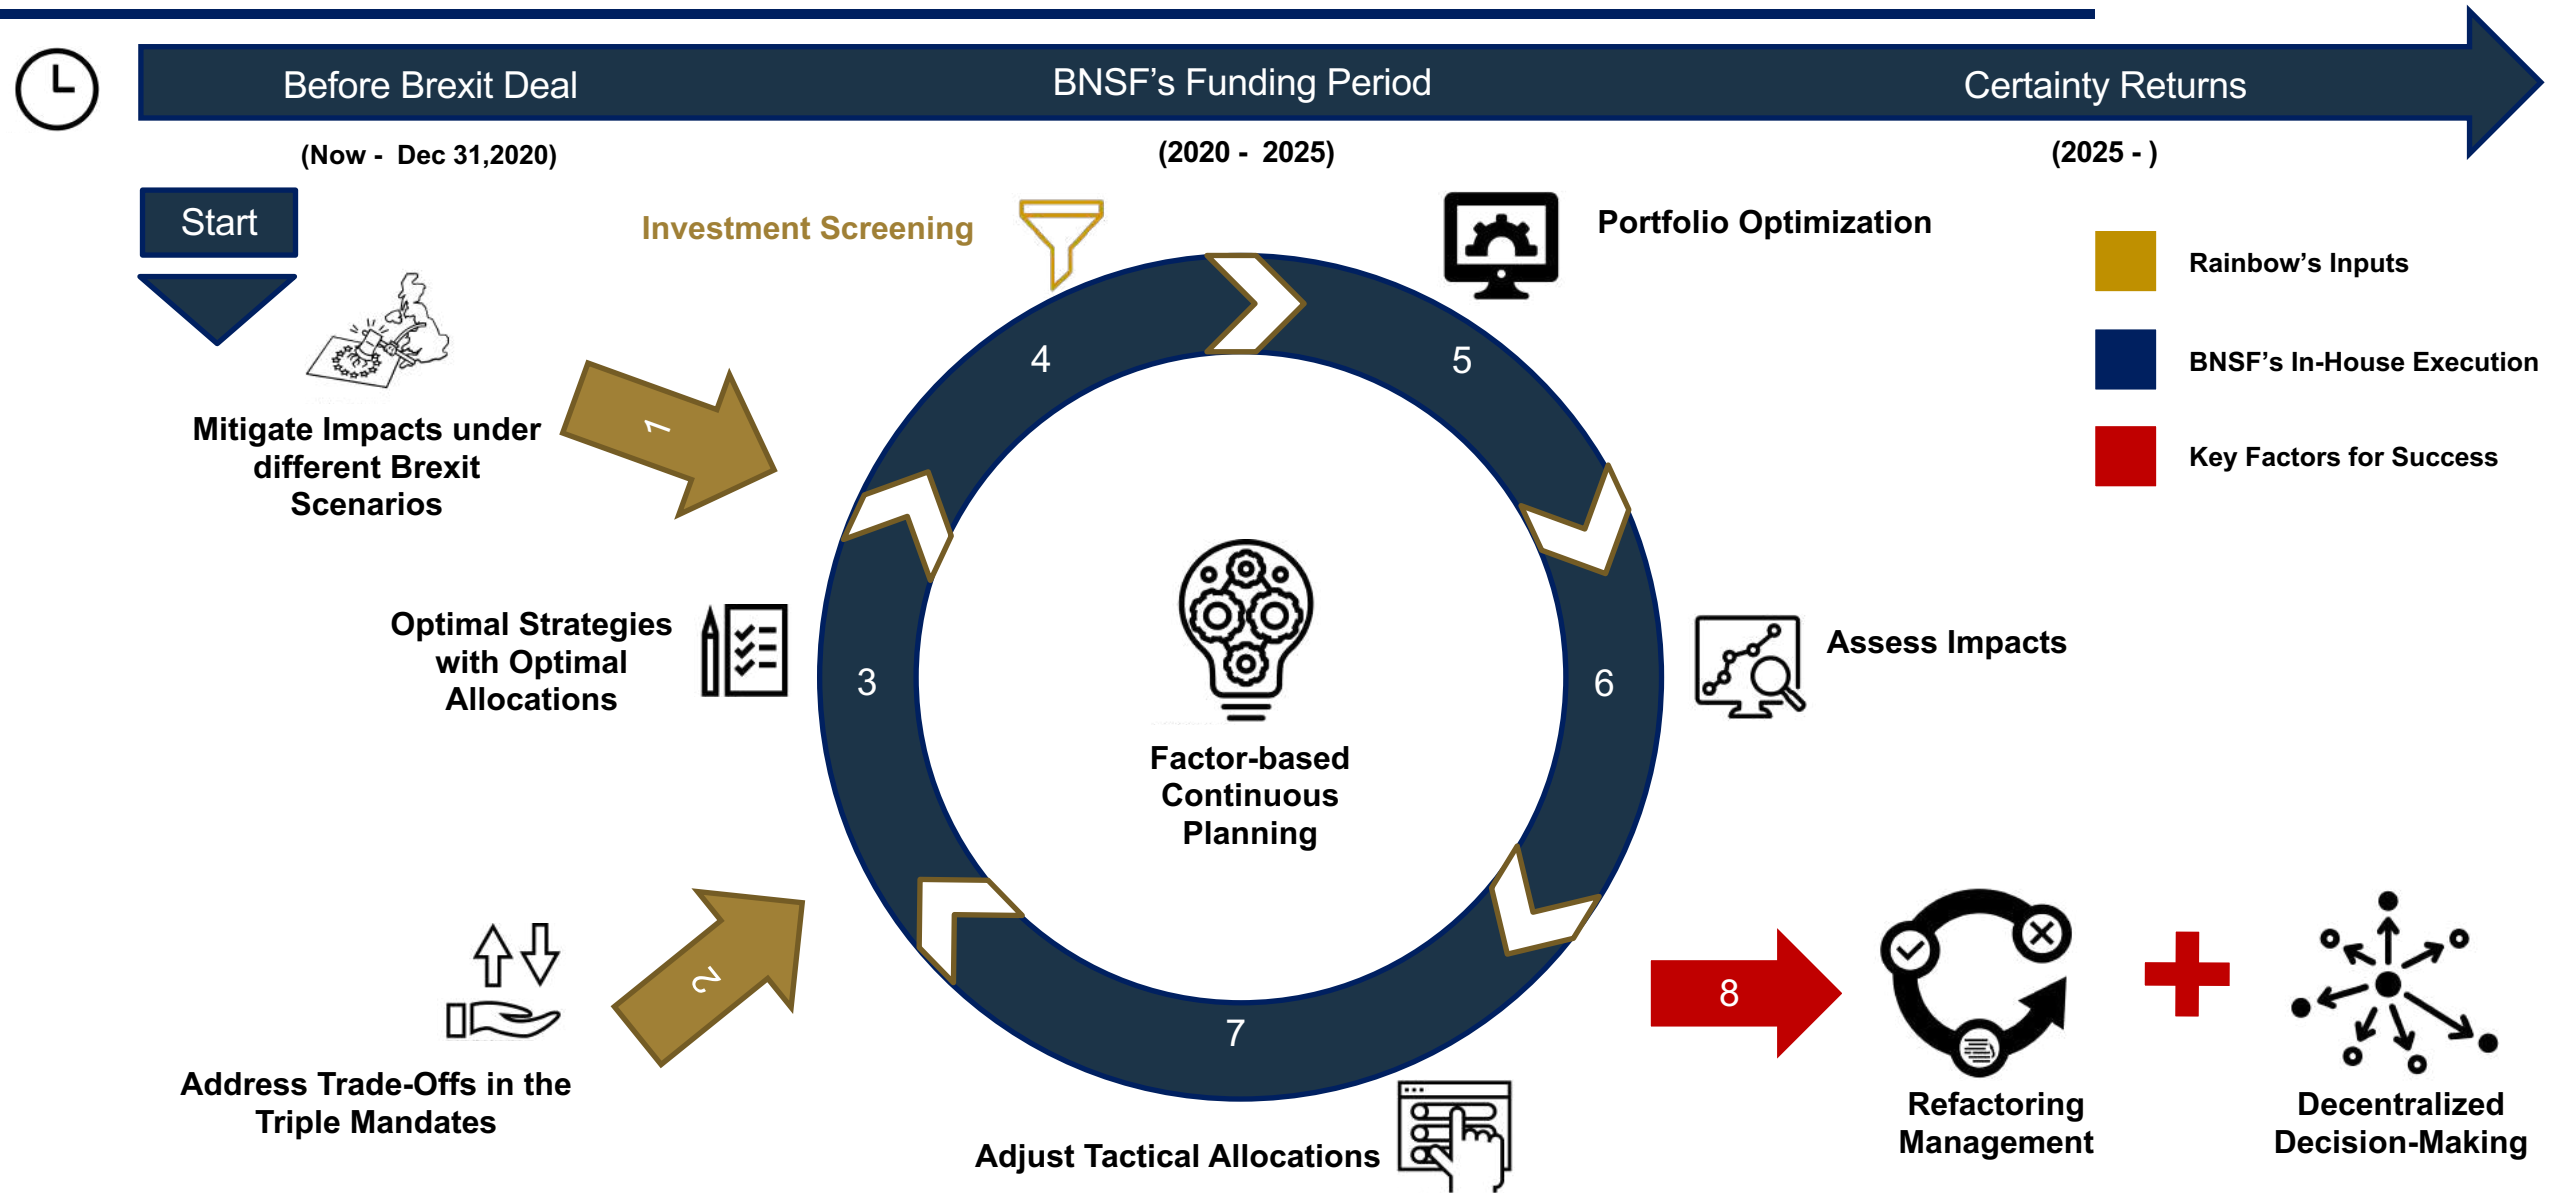 Before Brexit Deal
BNSF's Funding Period
Certainty Returns
(Now - Dec 31,2020)
(2020 - 2025)
(2025 - )
Start
Investment Screening
Portfolio Optimization
Rainbow's Inputs
BNSF's In-House Execution
Key Factors for Success
4
5
1
Mitigate Impacts under
different Brexit
Scenarios
Optimal Strategies
with Optimal
Allocations
3
6
Assess Impacts
Factor-based
Continuous
Planning
2
Address Trade-Offs in the
Triple Mandates
7
Adjust Tactical Allocations
8
Refactoring
Management
Decentralized
Decision-Making